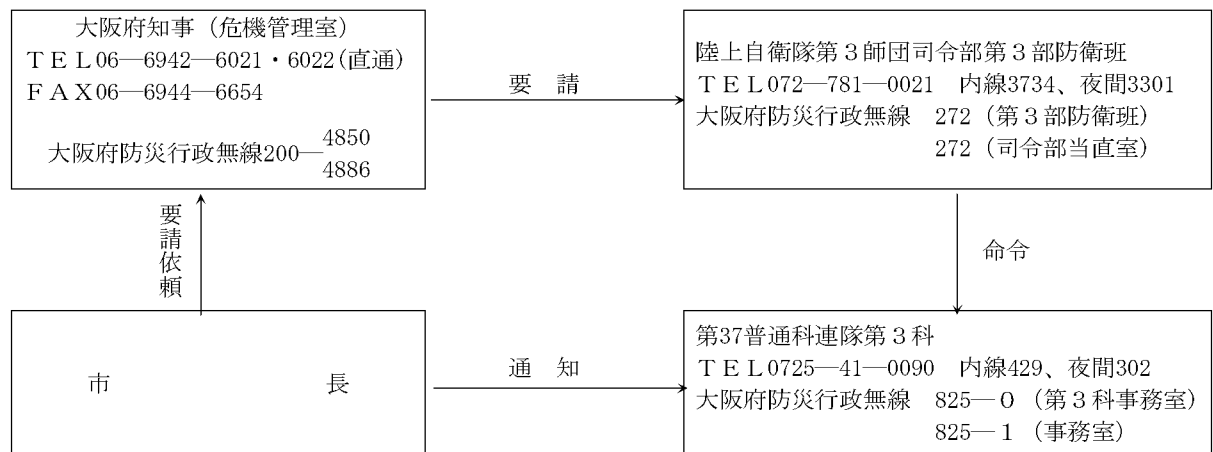 大阪府知事（危機管理室）
ＴＥＬ06―6942―6021・6022(直通)
ＦＡＸ06―6944―6654
大阪府防災行政無線200―4850
4886
要　請
陸上自衛隊第３師団司令部第３部防衛班
ＴＥＬ072―781―0021　内線3734、夜間3301
大阪府防災行政無線　272（第３部防衛班）
272（司令部当直室）
要請依頼
命令
市　　　　長
通　知
第37普通科連隊第３科
ＴＥＬ0725―41―0090　内線429、夜間302
大阪府防災行政無線　825―０（第３科事務室）
825―１（事務室）